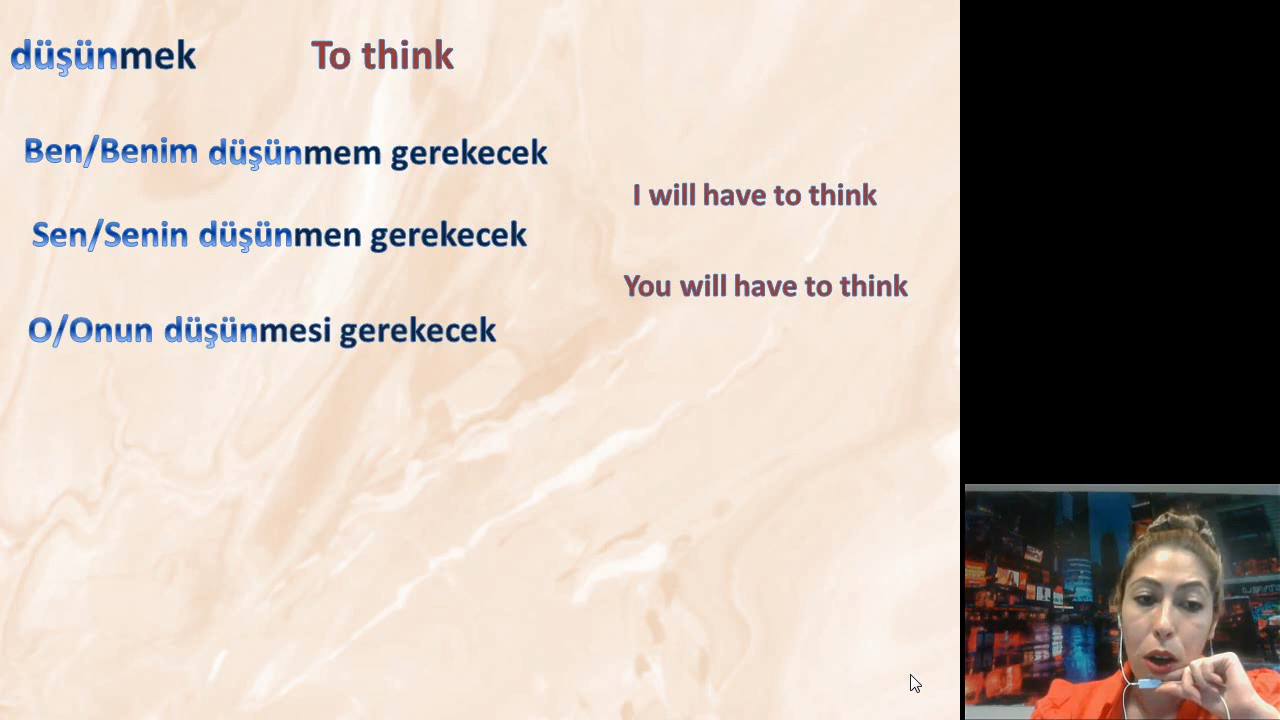 düşünmek To think
Ben/Benim düşünmem gerekecek
I will have to think
Sen/Senin düşünmen gerekecek
You will have to think
O/Onun düşünmesi gerekecek